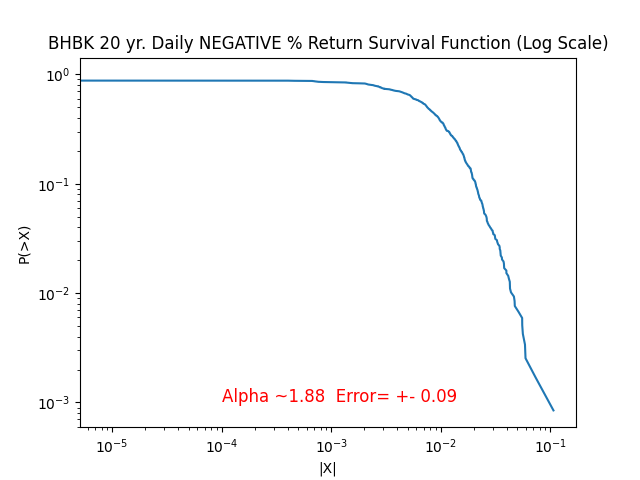 BHBK 20 yr. Daily NEGATIVE % Return Survival Function (Log Scale)
10⁰
10⁻¹
10⁻²
10⁻³
P(>X)
Alpha ~1.88  Error= +- 0.09
10⁻⁵ 10⁻⁴ 10⁻³ 10⁻² 10⁻¹
|X|